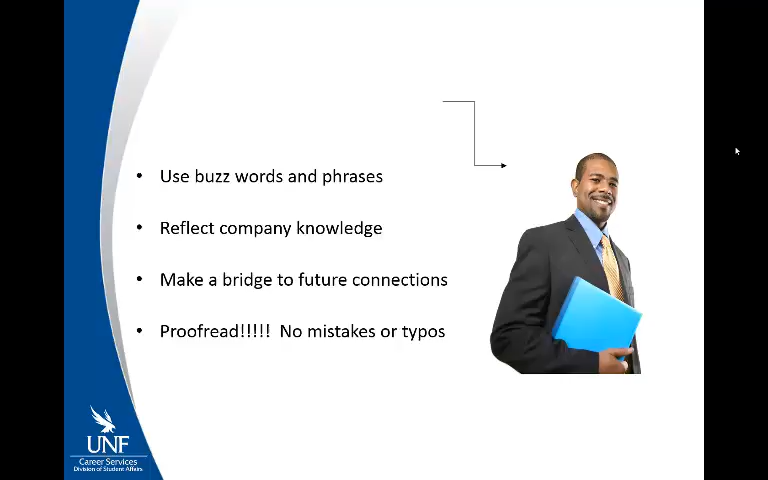 Use buzz words and phrases
Reflect company knowledge
Make a bridge to future connections
Proofread!!!!!  No mistakes or typos
UNF
Career Services
Division of Student Affairs